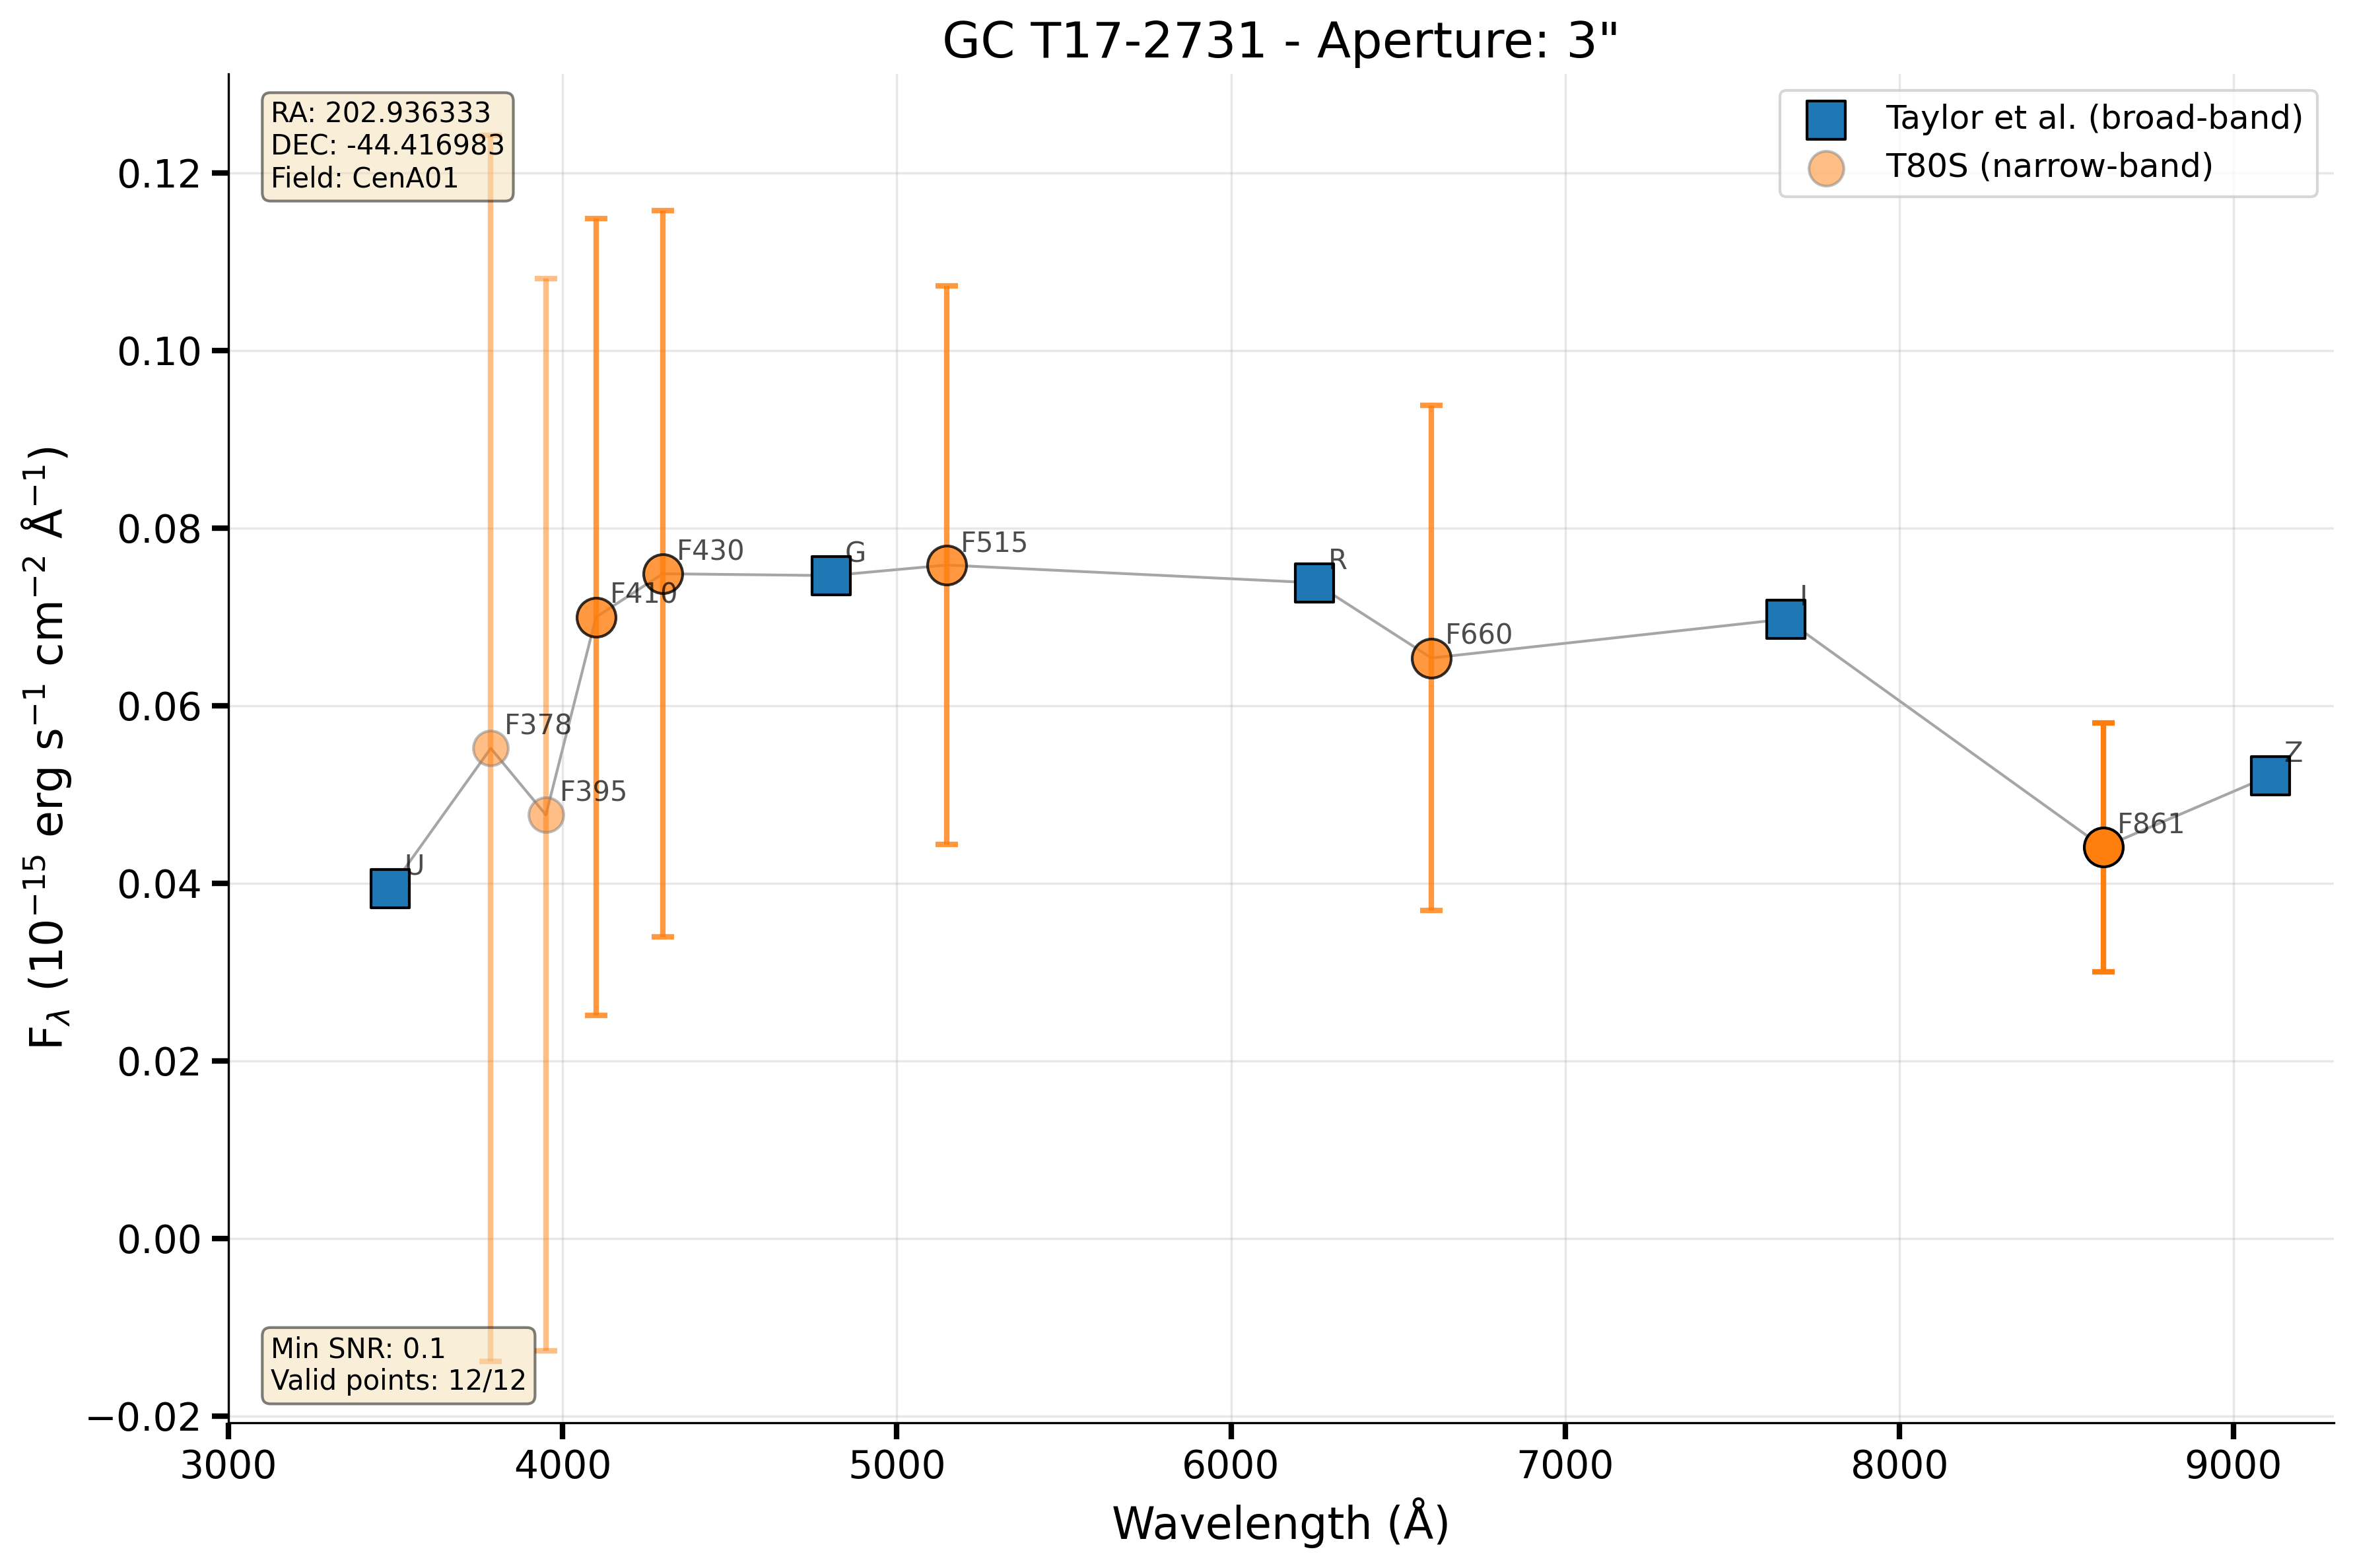 GC T17-2731 - Aperture: 3"
RA: 202.936333
DEC: -44.416983
Field: CenA01
Taylor et al. (broad-band)
T80S (narrow-band)
0.12
0.10
0.08
0.06
0.04
0.02
0.00
−0.02
F_λ (10⁻¹⁵ erg s⁻¹ cm⁻² Å⁻¹)
U
F378
F395
F410
F430
G
F515
R
F660
I
F861
Z
Min SNR: 0.1
Valid points: 12/12
3000 4000 5000 6000 7000 8000 9000
Wavelength (Å)